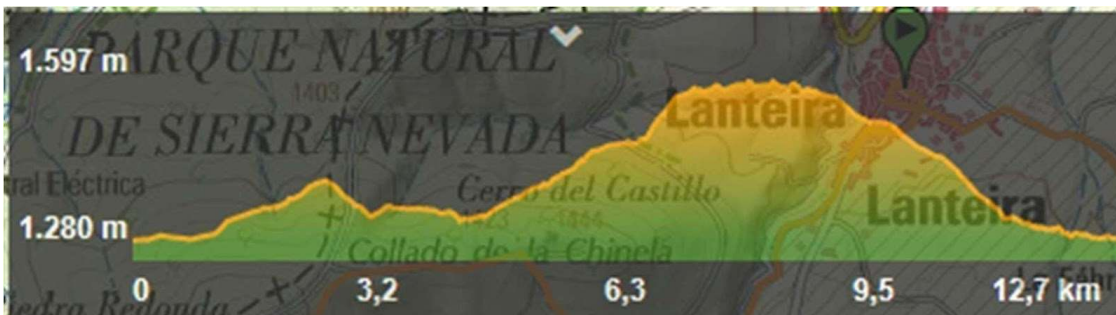 1.597 m
PARQUE NATURAL
1403
Lanteira
DE SIERRA NEVADA
tral Eléctrica
Cerro del Castillo
Lanteira
1.280 m
Collado de la Chinela
0
3,2
6,3
9,5
12,7 km
iedra Redonda